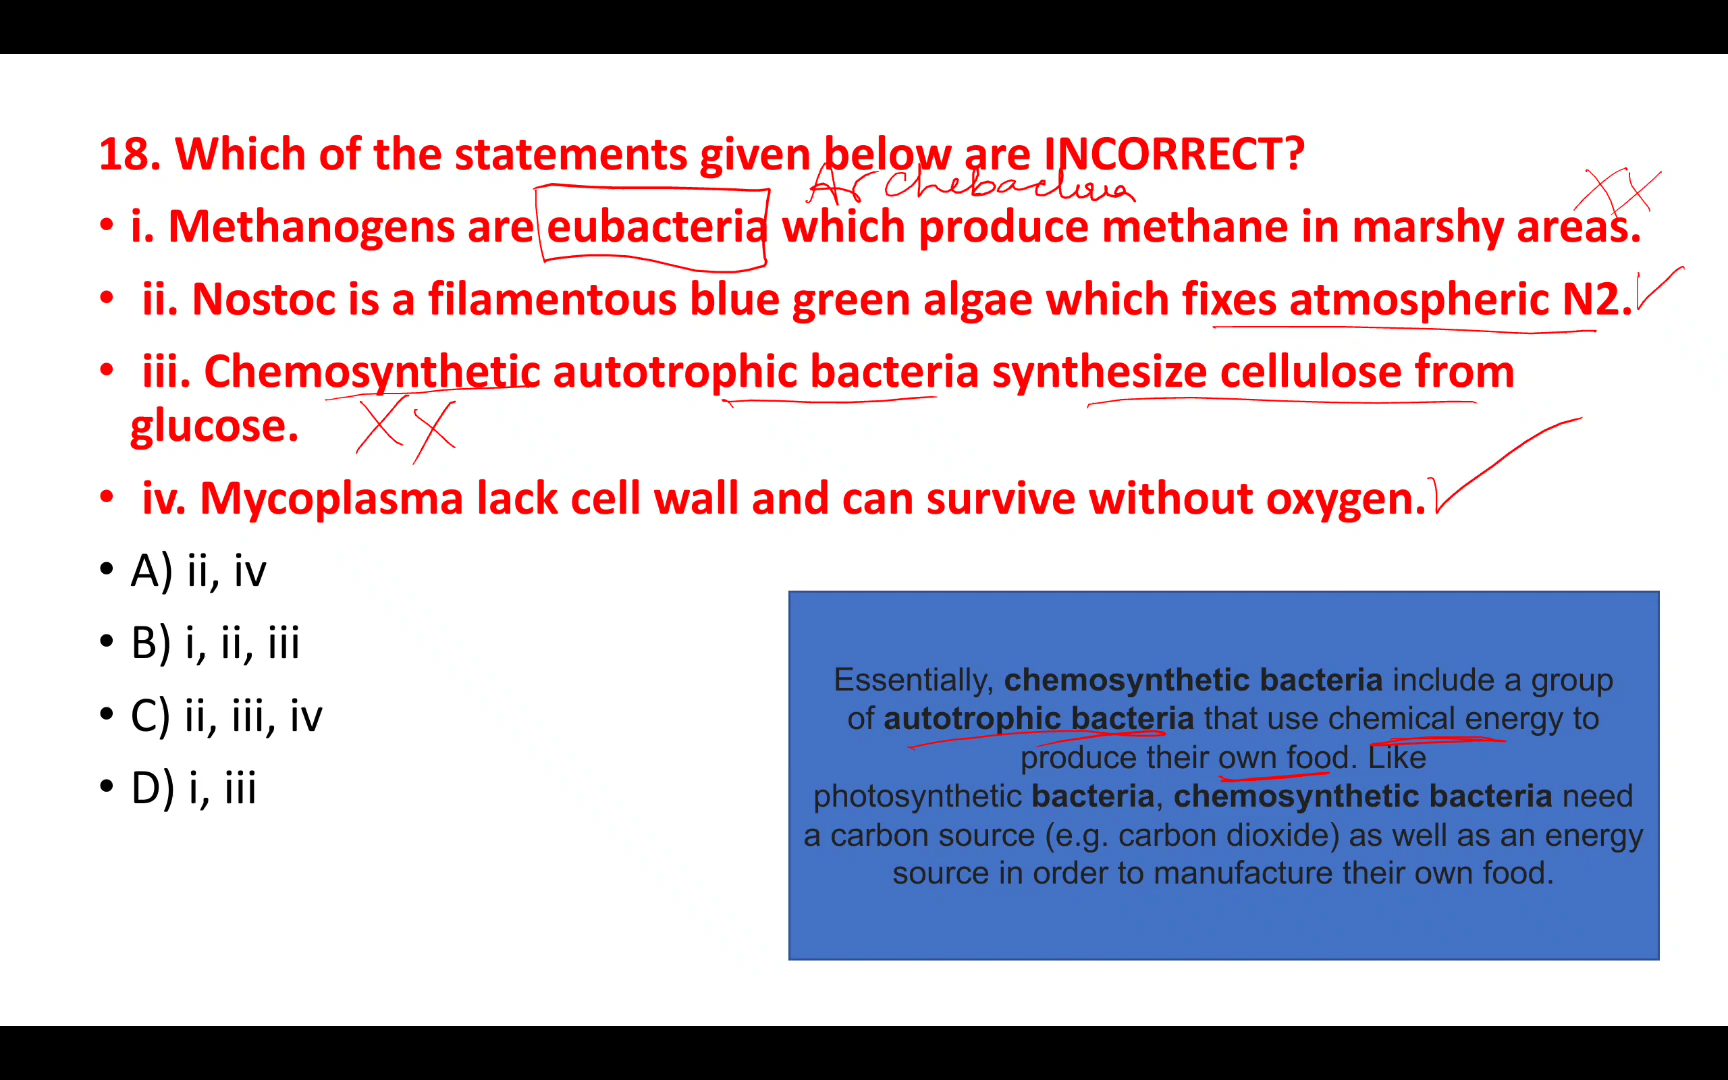 18. Which of the statements given below are INCORRECT?
Archebacteria
• i. Methanogens are eubacteria which produce methane in marshy areas.
• ii. Nostoc is a filamentous blue green algae which fixes atmospheric N2.
• iii. Chemosynthetic autotrophic bacteria synthesize cellulose from
glucose.
• iv. Mycoplasma lack cell wall and can survive without oxygen.
• A) ii, iv
• B) i, ii, iii
• C) ii, iii, iv
• D) i, iii
Essentially, chemosynthetic bacteria include a group
of autotrophic bacteria that use chemical energy to
produce their own food. Like
photosynthetic bacteria, chemosynthetic bacteria need
a carbon source (e.g. carbon dioxide) as well as an energy
source in order to manufacture their own food.